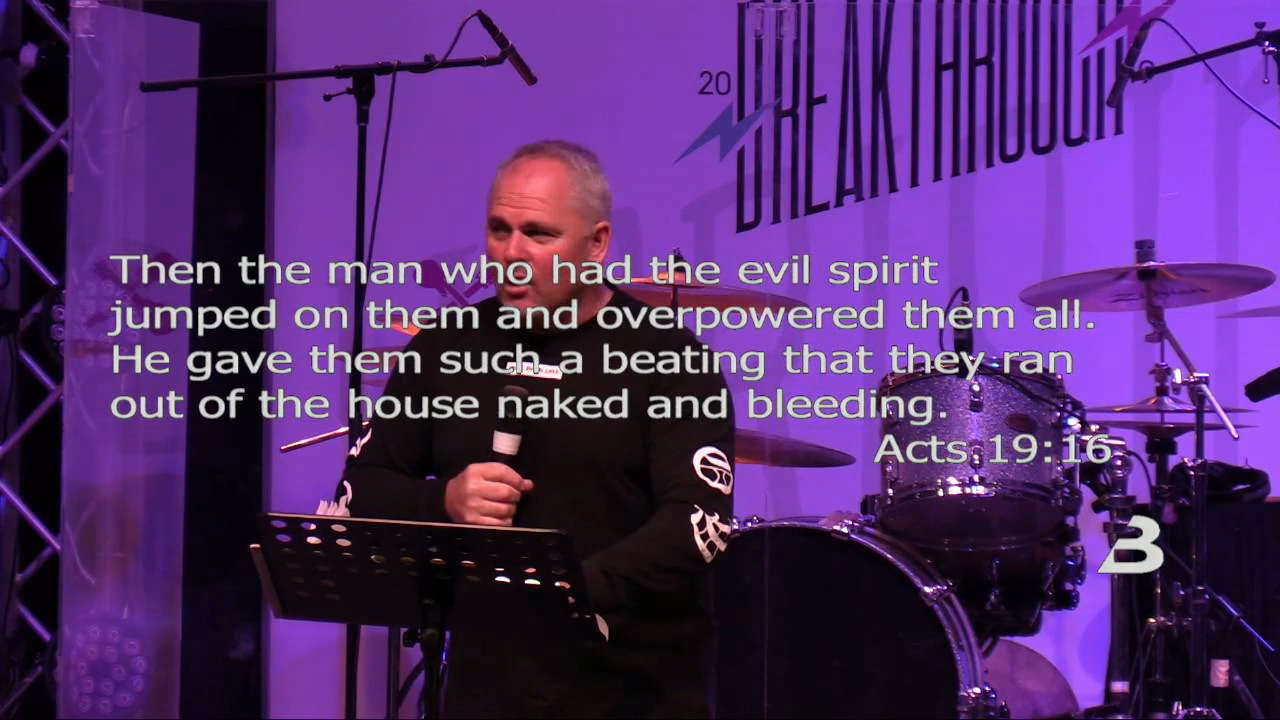 20
BREAKTHROUGH
Then the man who had the evil spirit
jumped on them and overpowered them all.
He gave them such a beating that they ran
out of the house naked and bleeding.
Acts 19:16
B